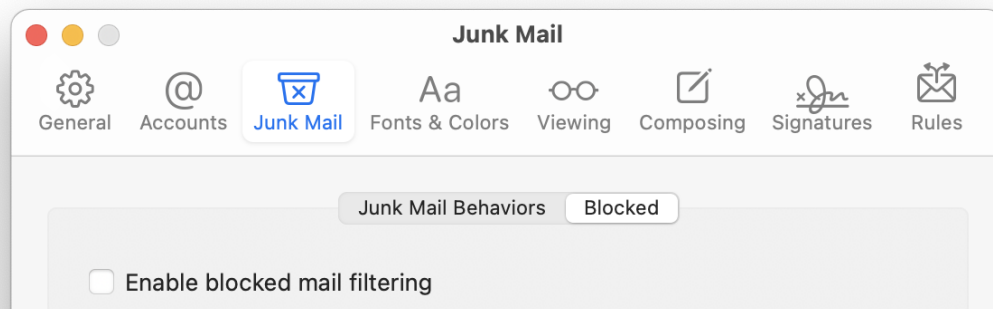 Junk Mail
@
Aa
General Accounts Junk Mail Fonts & Colors Viewing Composing Signatures Rules
Junk Mail Behaviors Blocked
Enable blocked mail filtering